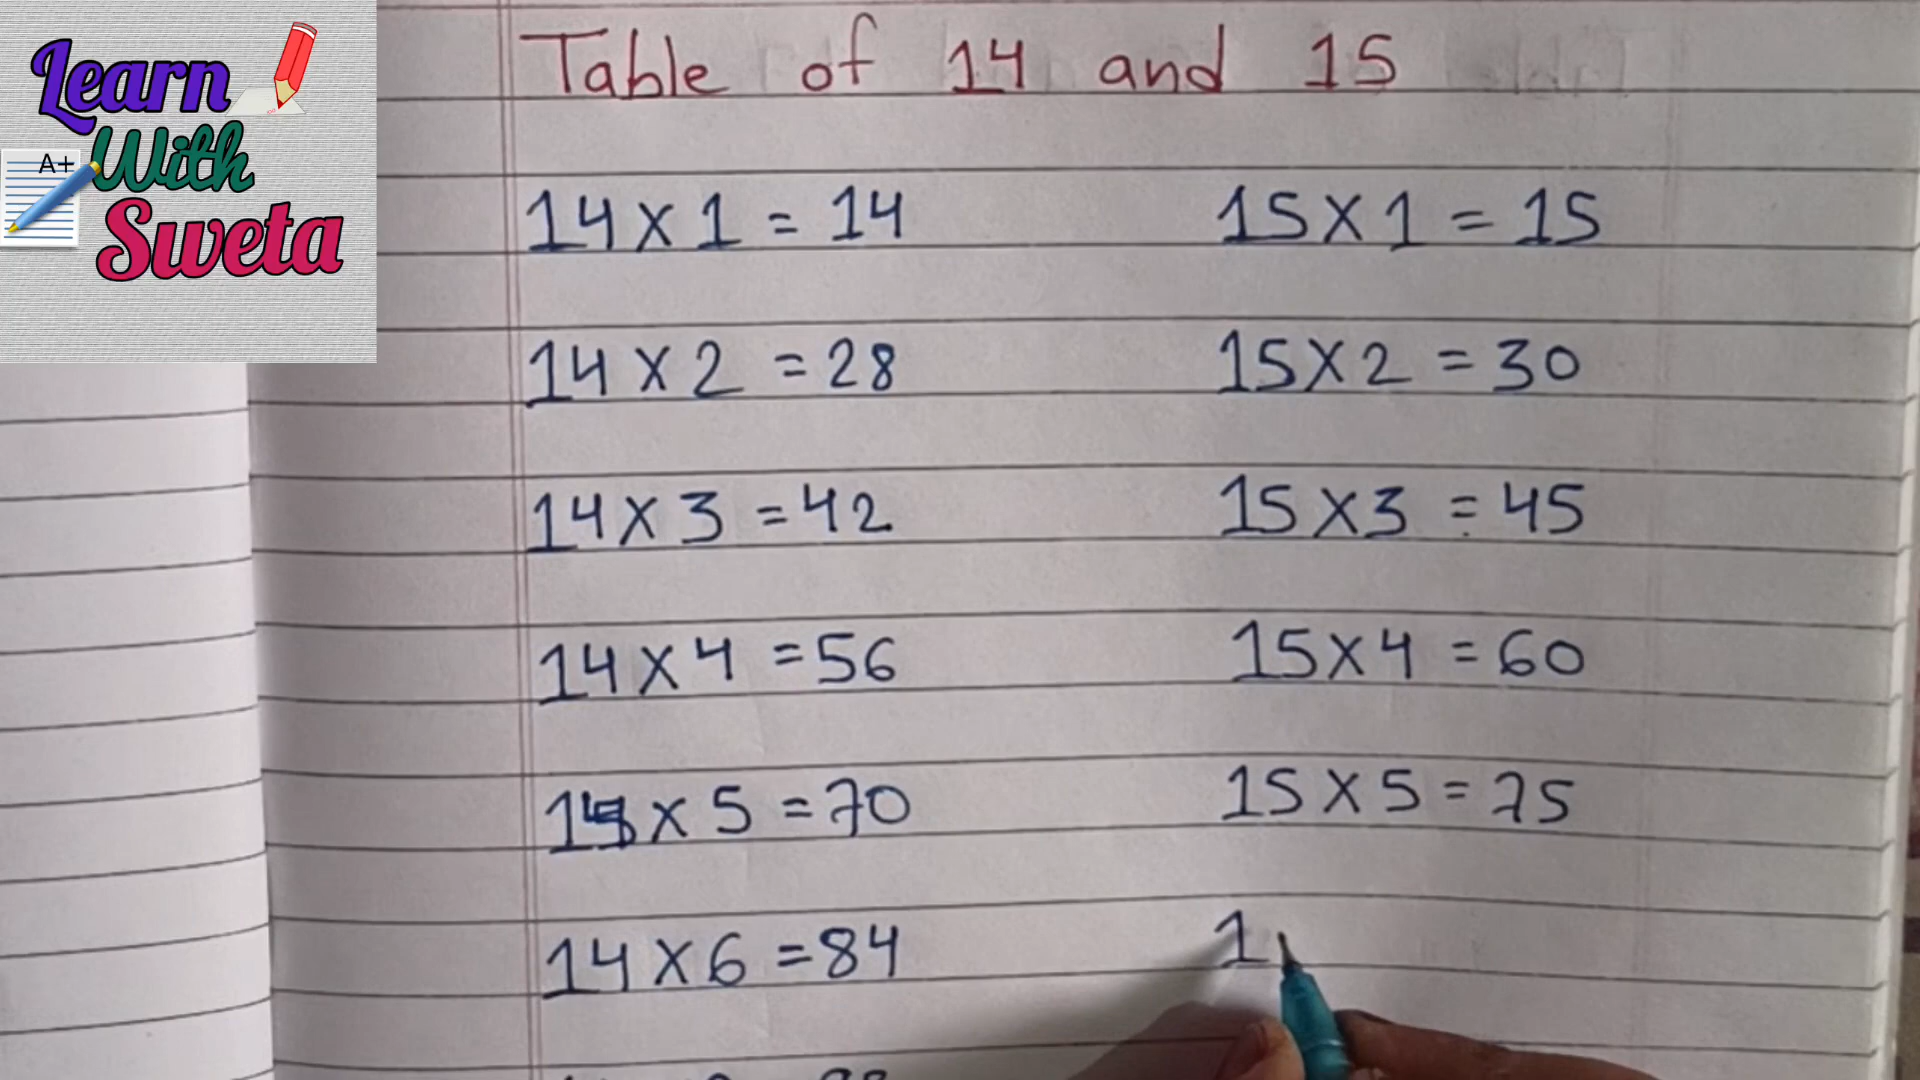 Learn
With
A+
Sweta
Table of 14 and 15
14 X 1 = 14
15 X 1 = 15
14 X 2 = 28
15 X 2 = 30
14 X 3 = 42
15 X 3 = 45
14 X 4 = 56
15 X 4 = 60
14 X 5 = 70
15 X 5 = 75
14 X 6 = 84
1